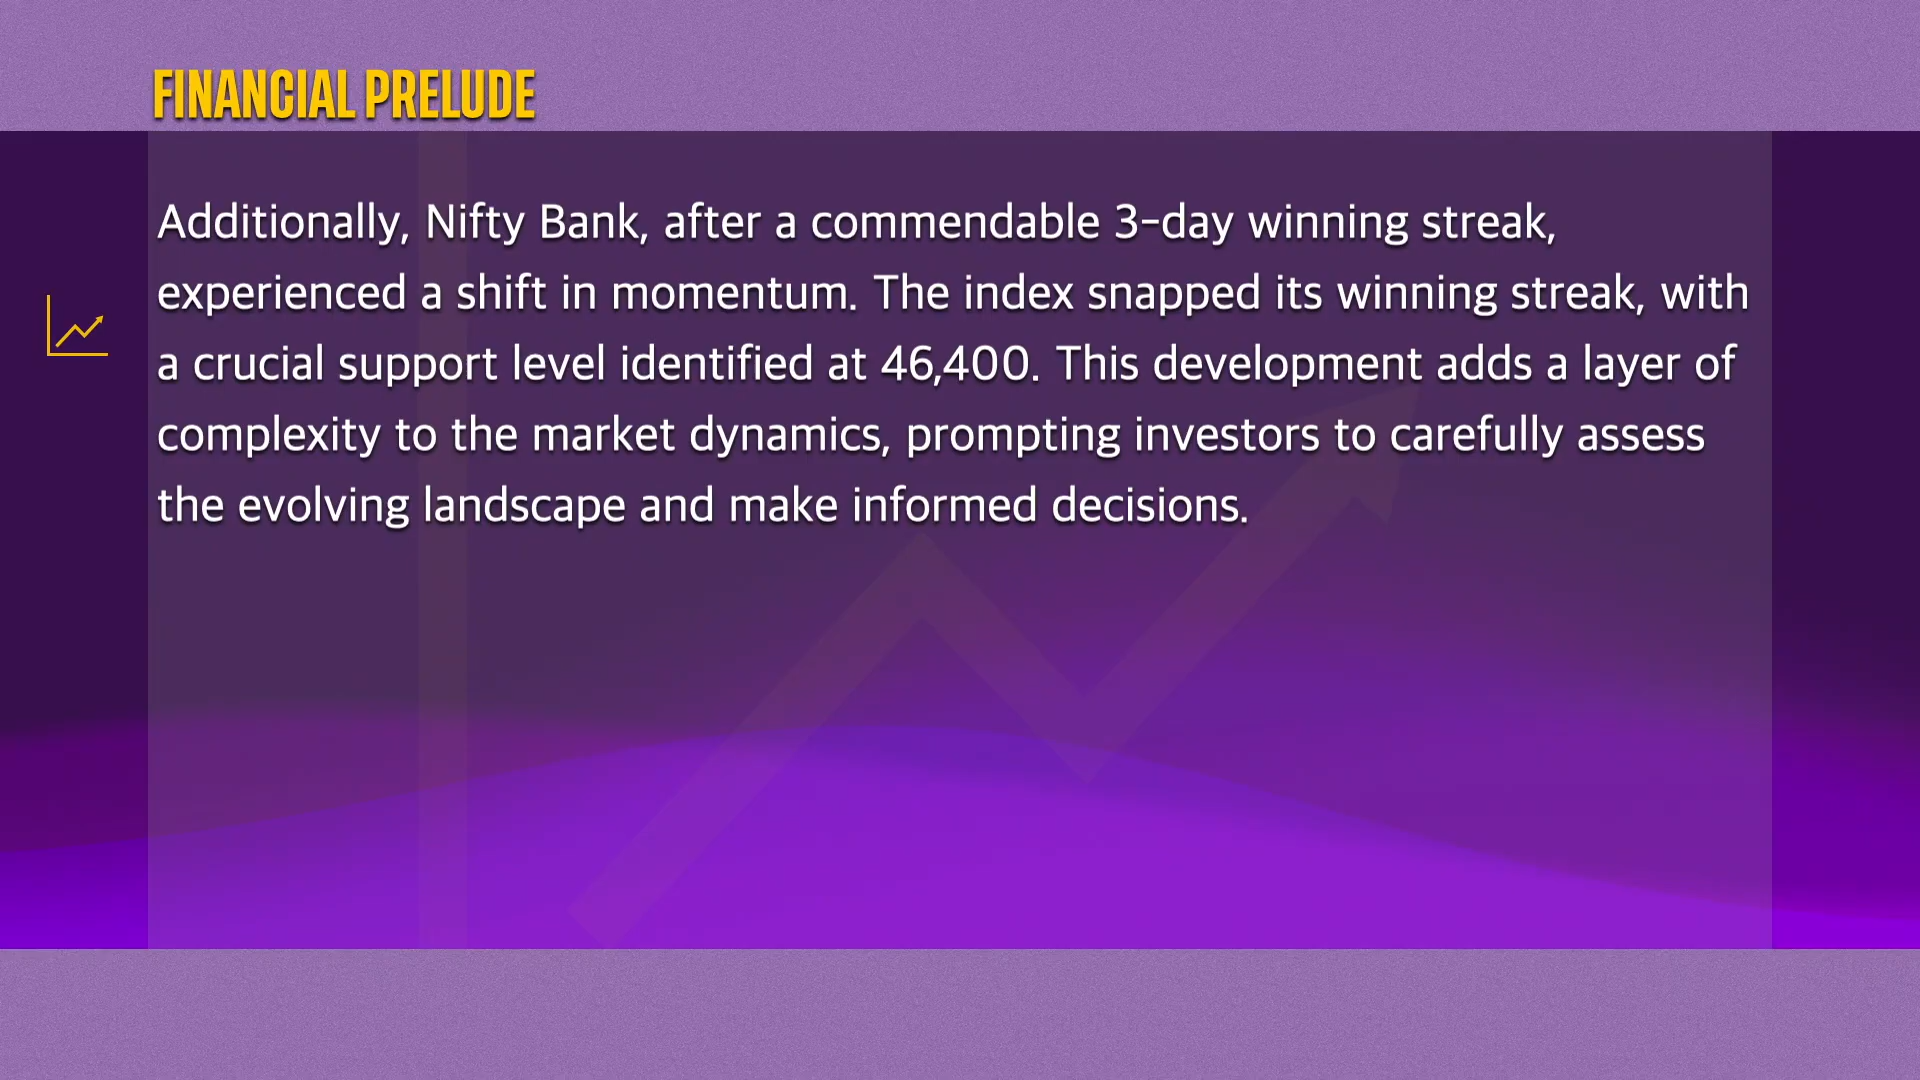 FINANCIAL PRELUDE
Additionally, Nifty Bank, after a commendable 3-day winning streak,
experienced a shift in momentum. The index snapped its winning streak, with
a crucial support level identified at 46,400. This development adds a layer of
complexity to the market dynamics, prompting investors to carefully assess
the evolving landscape and make informed decisions.